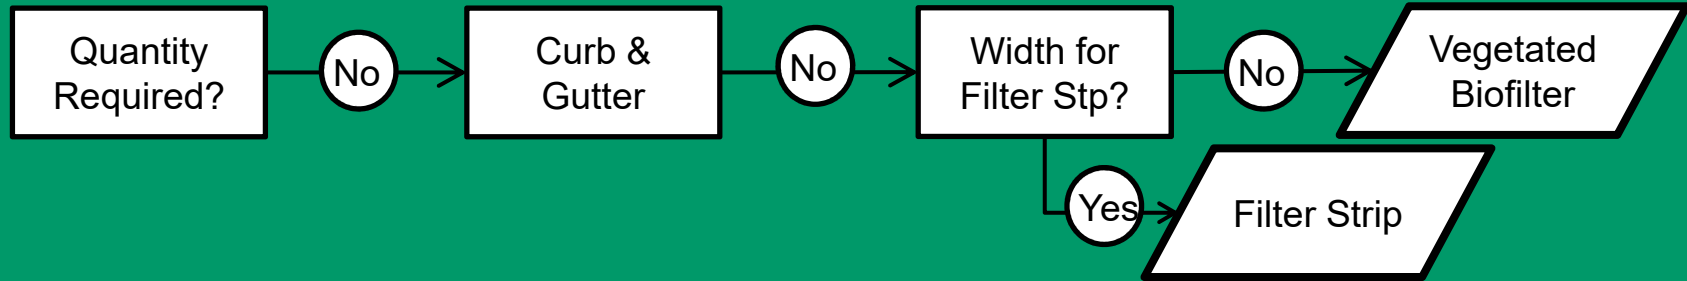 Quantity
Required?
No
Curb &
Gutter
No
Width for
Filter Stp?
No
Vegetated
Biofilter
Yes
Filter Strip